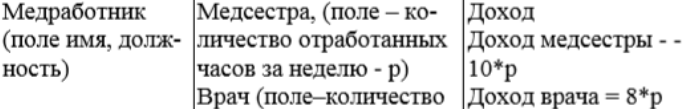 Медработник
(поле имя, долж-
ность)
Медсестра, (поле – ко-
личество отработанных
часов за неделю - р)
Врач (поле–количество
Доход
Доход медсестры - -
10*р
Доход врача = 8*р